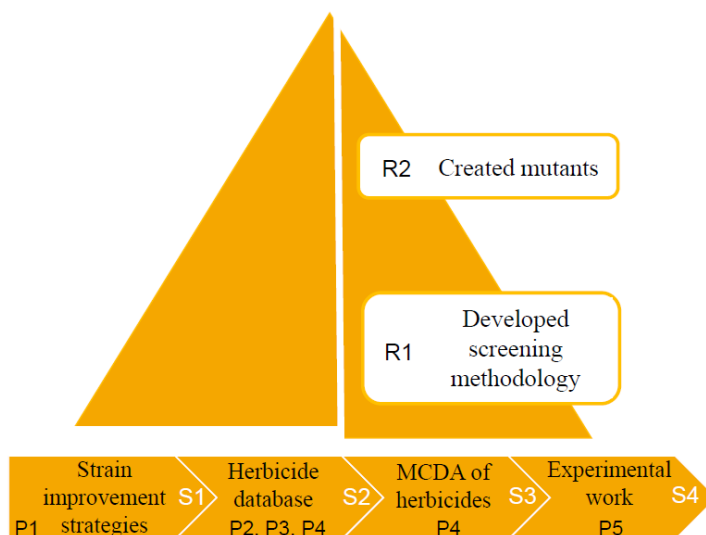 R2 Created mutants
Developed
R1 screening
methodology
Strain
improvement S1
P1 strategies
Herbicide
database S2
P2, P3, P4
MCDA of
herbicides S3
P4
Experimental
work S4
P5